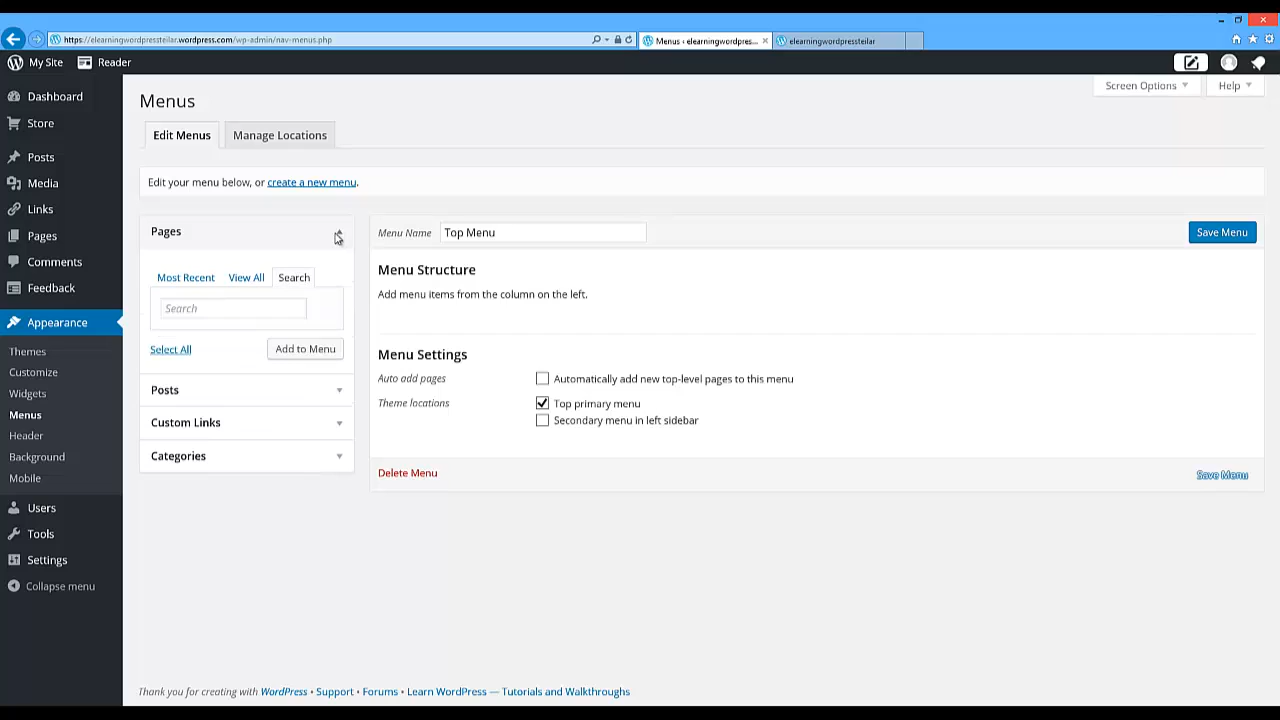 https://elearningwordpressteilar.wordpress.com/wp-admin/nav-menus.php
Menus ‹ elearningwordpres...
elearningwordpressteilar
My Site
Reader
Screen Options
Help
Dashboard
Store
Posts
Media
Links
Pages
Comments
Feedback
Appearance
Themes
Customize
Widgets
Menus
Header
Background
Mobile
Users
Tools
Settings
Collapse menu
Menus
Edit Menus
Manage Locations
Edit your menu below, or create a new menu.
Pages
Most Recent
View All
Search
Search
Select All
Add to Menu
Posts
Custom Links
Categories
Menu Name
Top Menu
Save Menu
Menu Structure
Add menu items from the column on the left.
Menu Settings
Auto add pages
Automatically add new top-level pages to this menu
Theme locations
Top primary menu
Secondary menu in left sidebar
Delete Menu
Save Menu
Thank you for creating with WordPress • Support • Forums • Learn WordPress — Tutorials and Walkthroughs